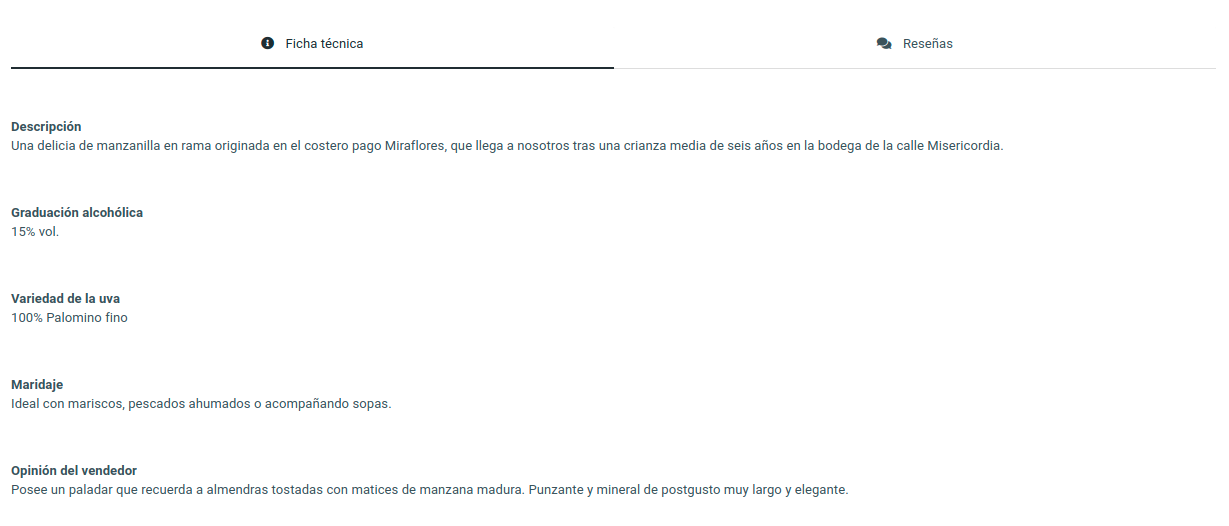 Ficha técnica
Reseñas
Descripción
Una delicia de manzanilla en rama originada en el costero pago Miraflores, que llega a nosotros tras una crianza media de seis años en la bodega de la calle Misericordia.
Graduación alcohólica
15% vol.
Variedad de la uva
100% Palomino fino
Maridaje
Ideal con mariscos, pescados ahumados o acompañando sopas.
Opinión del vendedor
Posee un paladar que recuerda a almendras tostadas con matices de manzana madura. Punzante y mineral de postgusto muy largo y elegante.